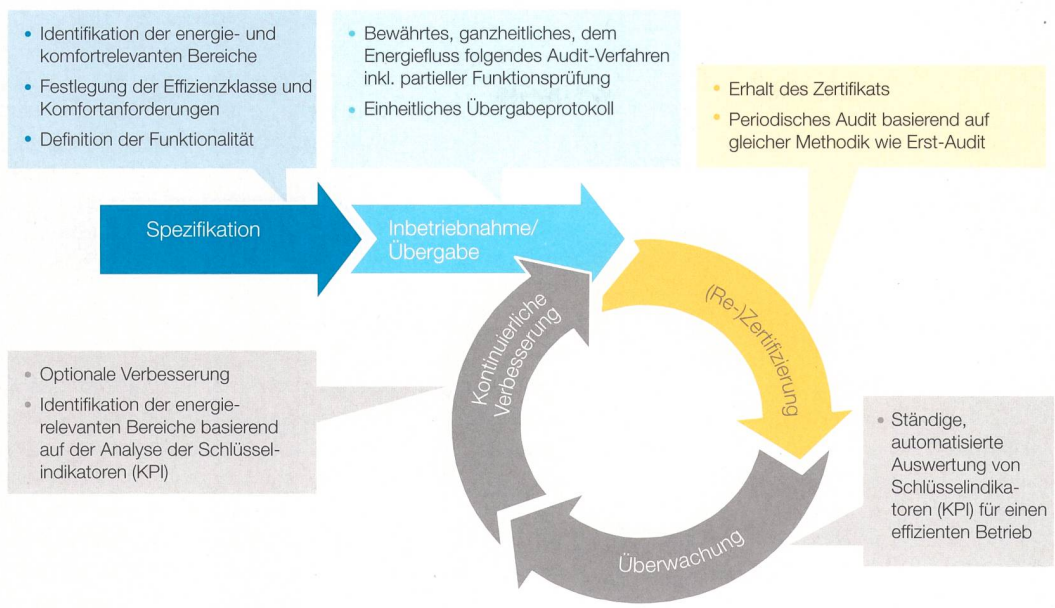 • Identifikation der energie- und
komfortrelevanten Bereiche
• Festlegung der Effizienzklasse und
Komfortanforderungen
• Definition der Funktionalität
• Bewährtes, ganzheitliches, dem
Energiefluss folgendes Audit-Verfahren
inkl. partieller Funktionsprüfung
• Einheitliches Übergabeprotokoll
• Erhalt des Zertifikats
• Periodisches Audit basierend auf
gleicher Methodik wie Erst-Audit
Spezifikation
Inbetriebnahme/
Übergabe
(Re-)Zertifizierung
Kontinuierliche
Verbesserung
• Optionale Verbesserung
• Identifikation der energie-
relevanten Bereiche basierend
auf der Analyse der Schlüssel-
indikatoren (KPI)
• Ständige,
automatisierte
Auswertung von
Schlüsselindika-
toren (KPI) für einen
effizienten Betrieb
Überwachung